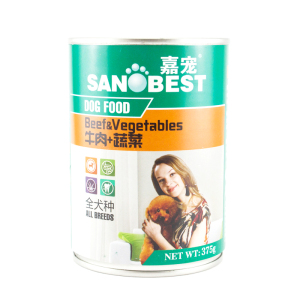 嘉宠
SANOBEST
DOG FOOD
Beef&Vegetables
牛肉+蔬菜
全犬种
ALL BREEDS
NET WT: 375g